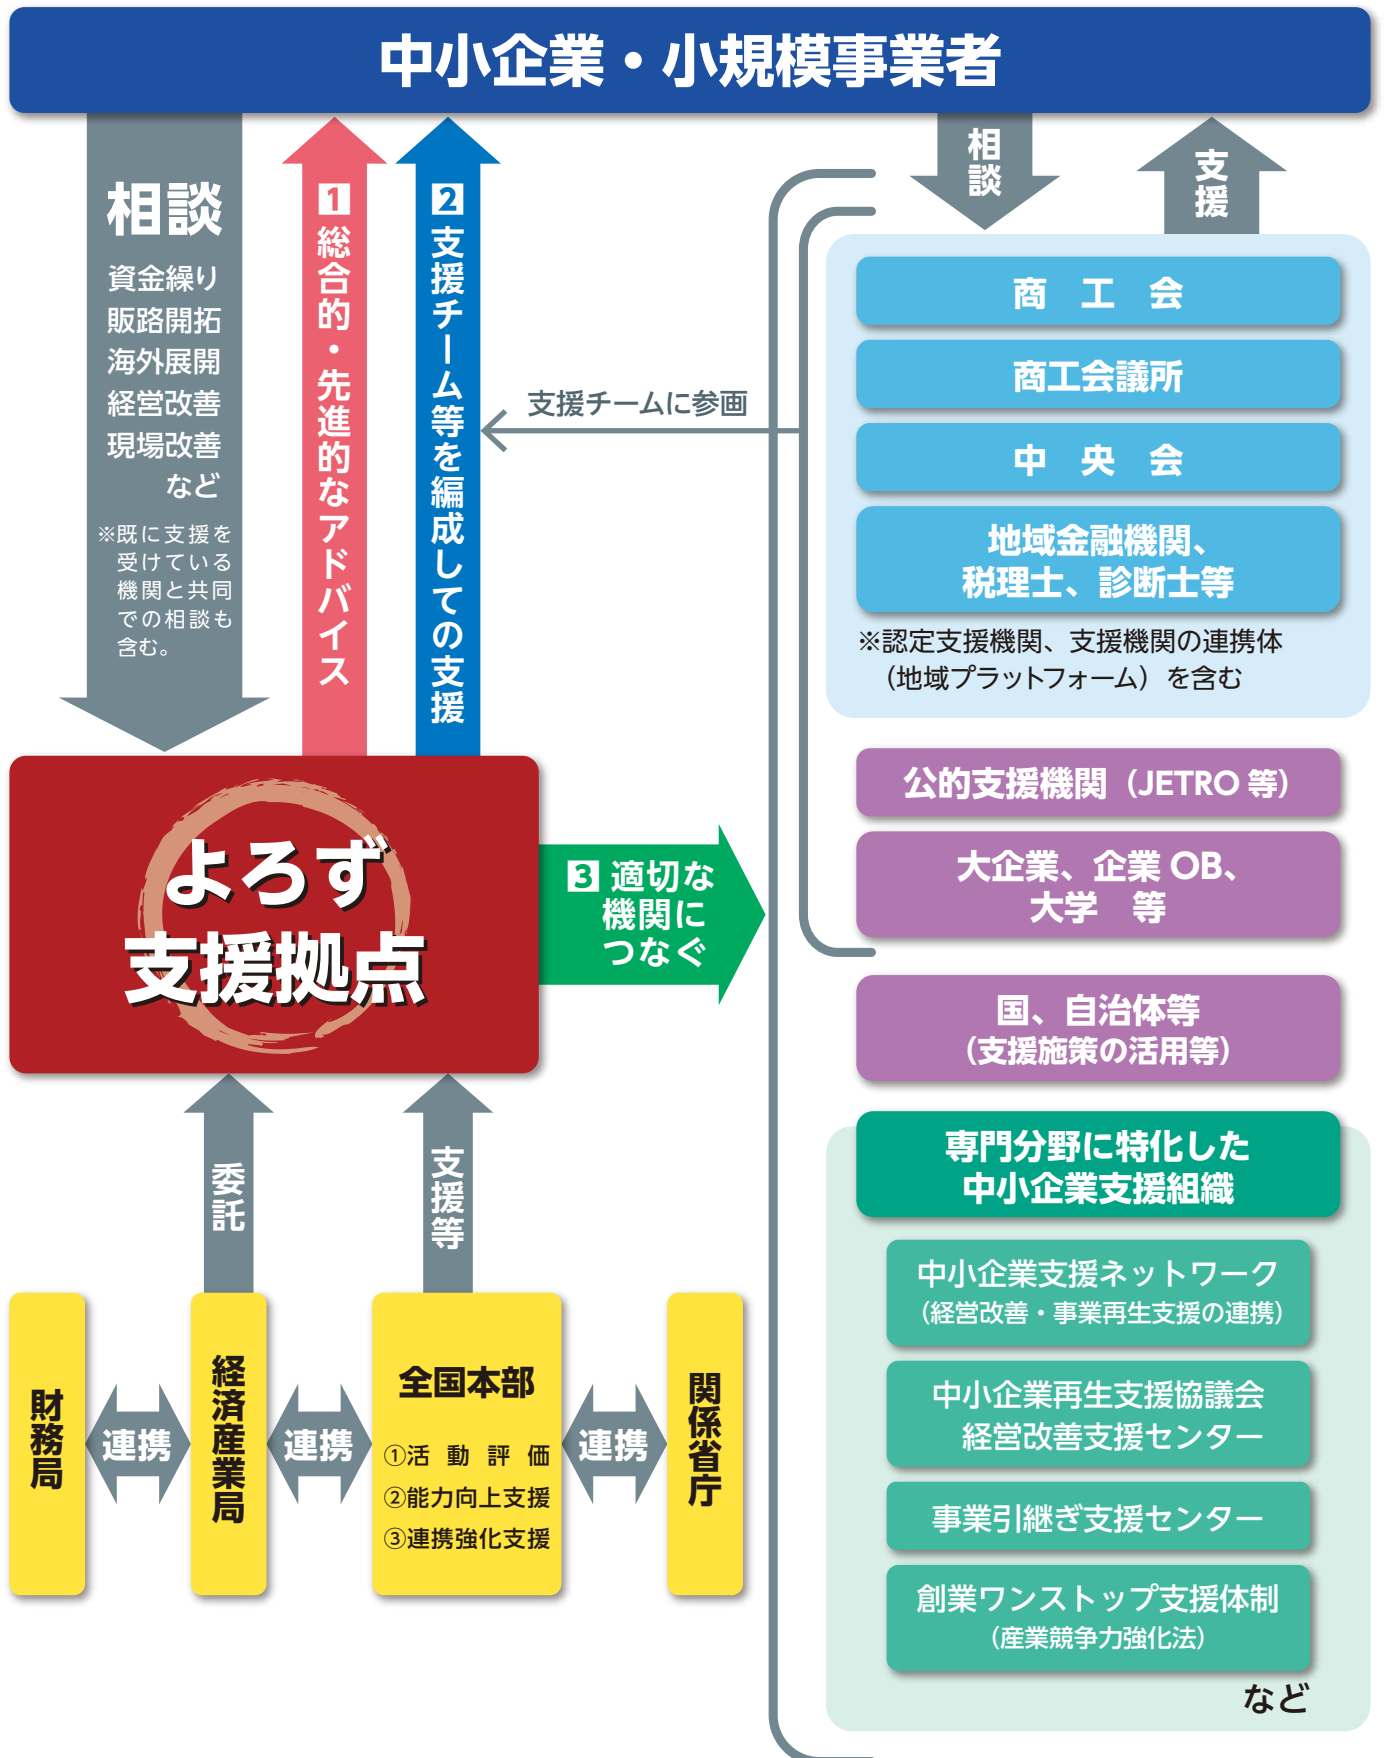 中小企業・小規模事業者
相談
資金繰り
販路開拓
海外展開
経営改善
現場改善
など
※既に支援を
受けている
機関と共同
での相談も
含む。
1 総合的・先進的なアドバイス
2 支援チーム等を編成しての支援
支援チームに参画
相談
支援
商　工　会
商工会議所
中　央　会
地域金融機関、
税理士、診断士等
※認定支援機関、支援機関の連携体
（地域プラットフォーム）を含む
よろず
支援拠点
3 適切な
機関に
つなぐ
公的支援機関（JETRO 等）
大企業、企業 OB、
大学　等
国、自治体等
（支援施策の活用等）
専門分野に特化した
中小企業支援組織
中小企業支援ネットワーク
（経営改善・事業再生支援の連携）
中小企業再生支援協議会
経営改善支援センター
事業引継ぎ支援センター
創業ワンストップ支援体制
（産業競争力強化法）
など
委託
支援等
財務局
連携
経済産業局
連携
全国本部
①活動評価
②能力向上支援
③連携強化支援
連携
関係省庁